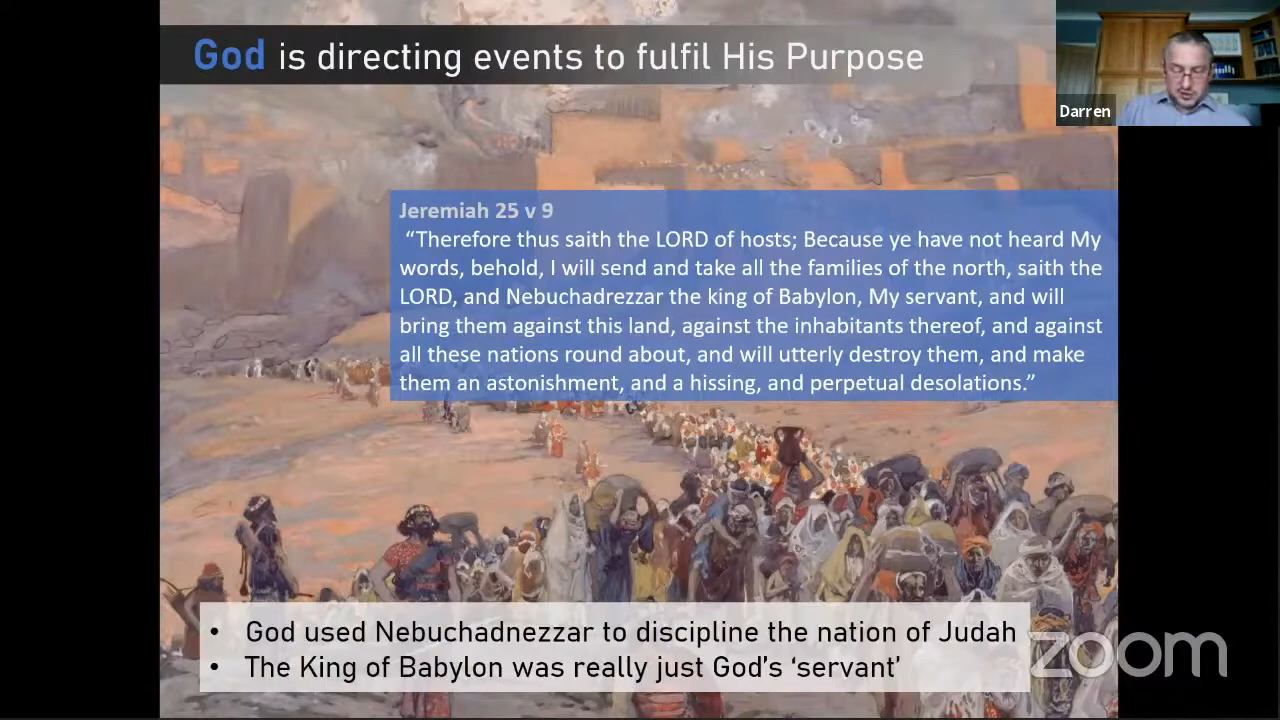 God is directing events to fulfil His Purpose
Darren
Jeremiah 25 v 9
“Therefore thus saith the LORD of hosts; Because ye have not heard My
words, behold, I will send and take all the families of the north, saith the
LORD, and Nebuchadrezzar the king of Babylon, My servant, and will
bring them against this land, against the inhabitants thereof, and against
all these nations round about, and will utterly destroy them, and make
them an astonishment, and a hissing, and perpetual desolations.”
• God used Nebuchadnezzar to discipline the nation of Judah
• The King of Babylon was really just God’s ‘servant’
zoom